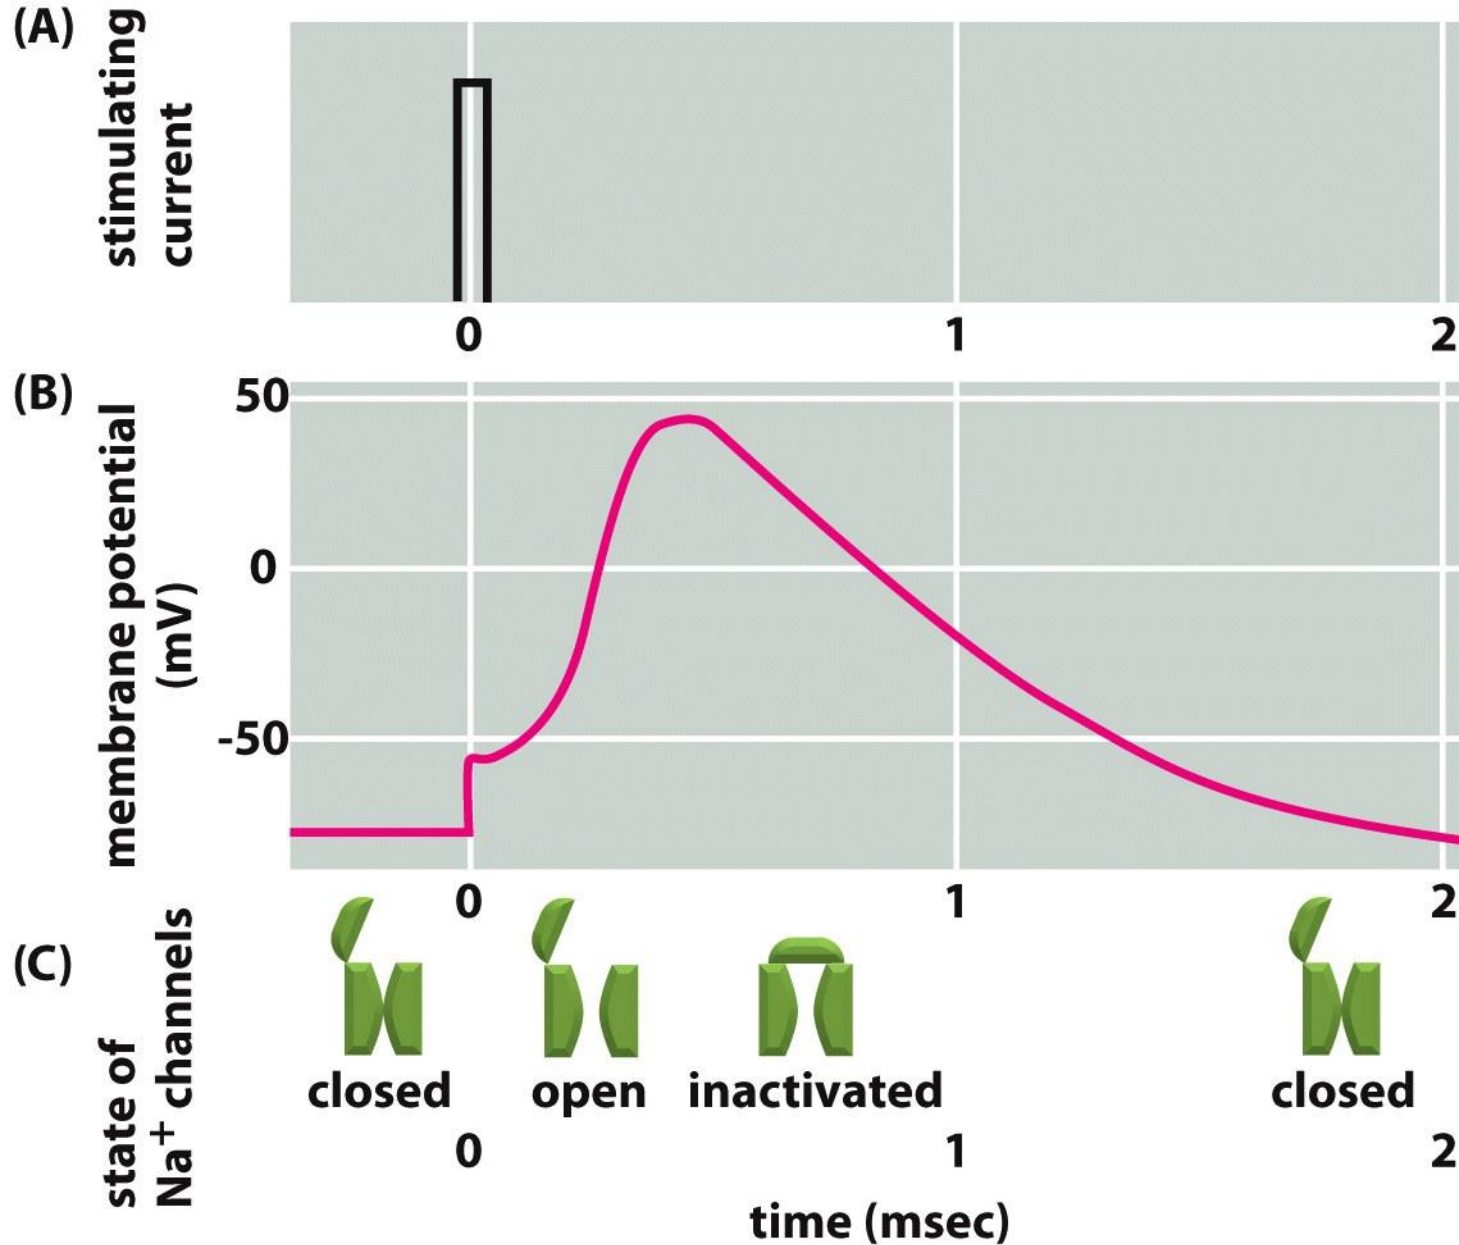 (A)
stimulating
current
0 1 2
(B)
membrane potential
(mV)
50
0
-50
0 1 2
(C)
state of
Na⁺ channels
closed open inactivated closed
0 1 2
time (msec)